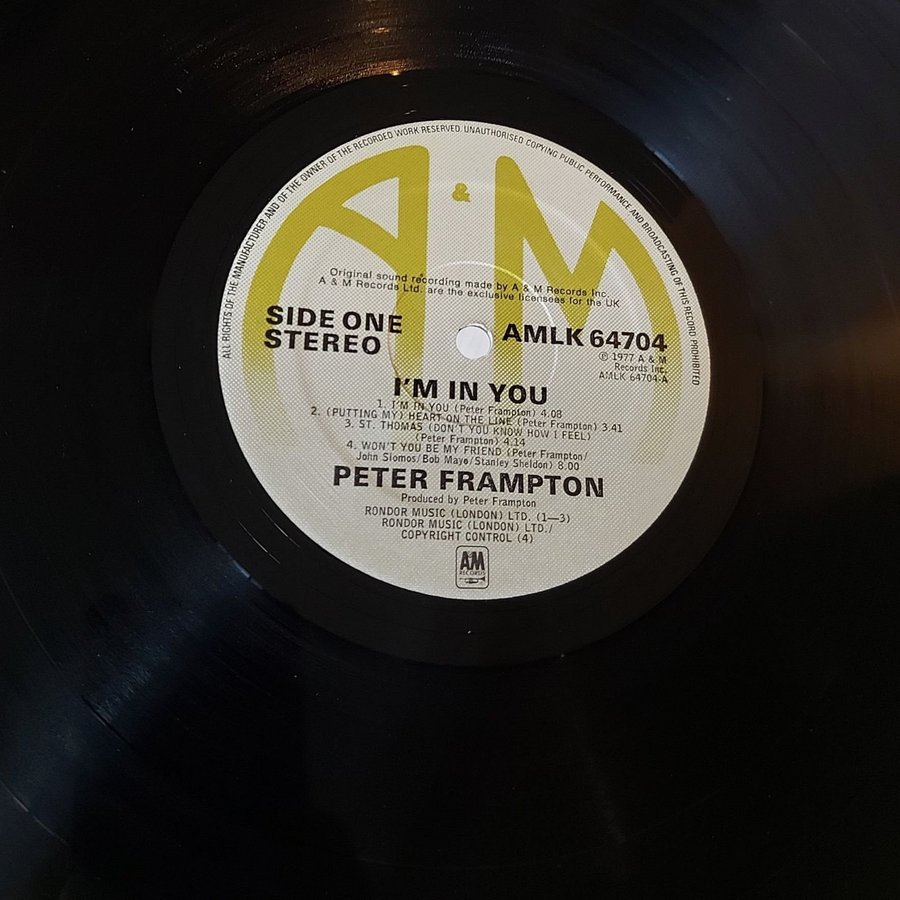 ALL RIGHTS OF THE MANUFACTURER AND OF THE OWNER OF THE RECORDED WORK RESERVED. UNAUTHORISED COPYING PUBLIC PERFORMANCE AND BROADCASTING OF THIS RECORD PROHIBITED
A & M
Original sound recording made by A & M Records Inc.
A & M Records Ltd. are the exclusive licensees for the UK
SIDE ONE
STEREO
AMLK 64704
℗ 1977 A & M
Records Inc.
AMLK 64704-A
I'M IN YOU
1. I'M IN YOU (Peter Frampton) 4.08
2. (PUTTING MY) HEART ON THE LINE (Peter Frampton) 3.41
3. ST. THOMAS (DON'T YOU KNOW HOW I FEEL)
(Peter Frampton) 4.14
4. WON'T YOU BE MY FRIEND (Peter Frampton/
John Slomos/Bob Mayo/Stanley Sheldon) 8.00
PETER FRAMPTON
Produced by Peter Frampton
RONDOR MUSIC (LONDON) LTD. (1—3)
RONDOR MUSIC (LONDON) LTD./
COPYRIGHT CONTROL (4)
A&M
RECORDS